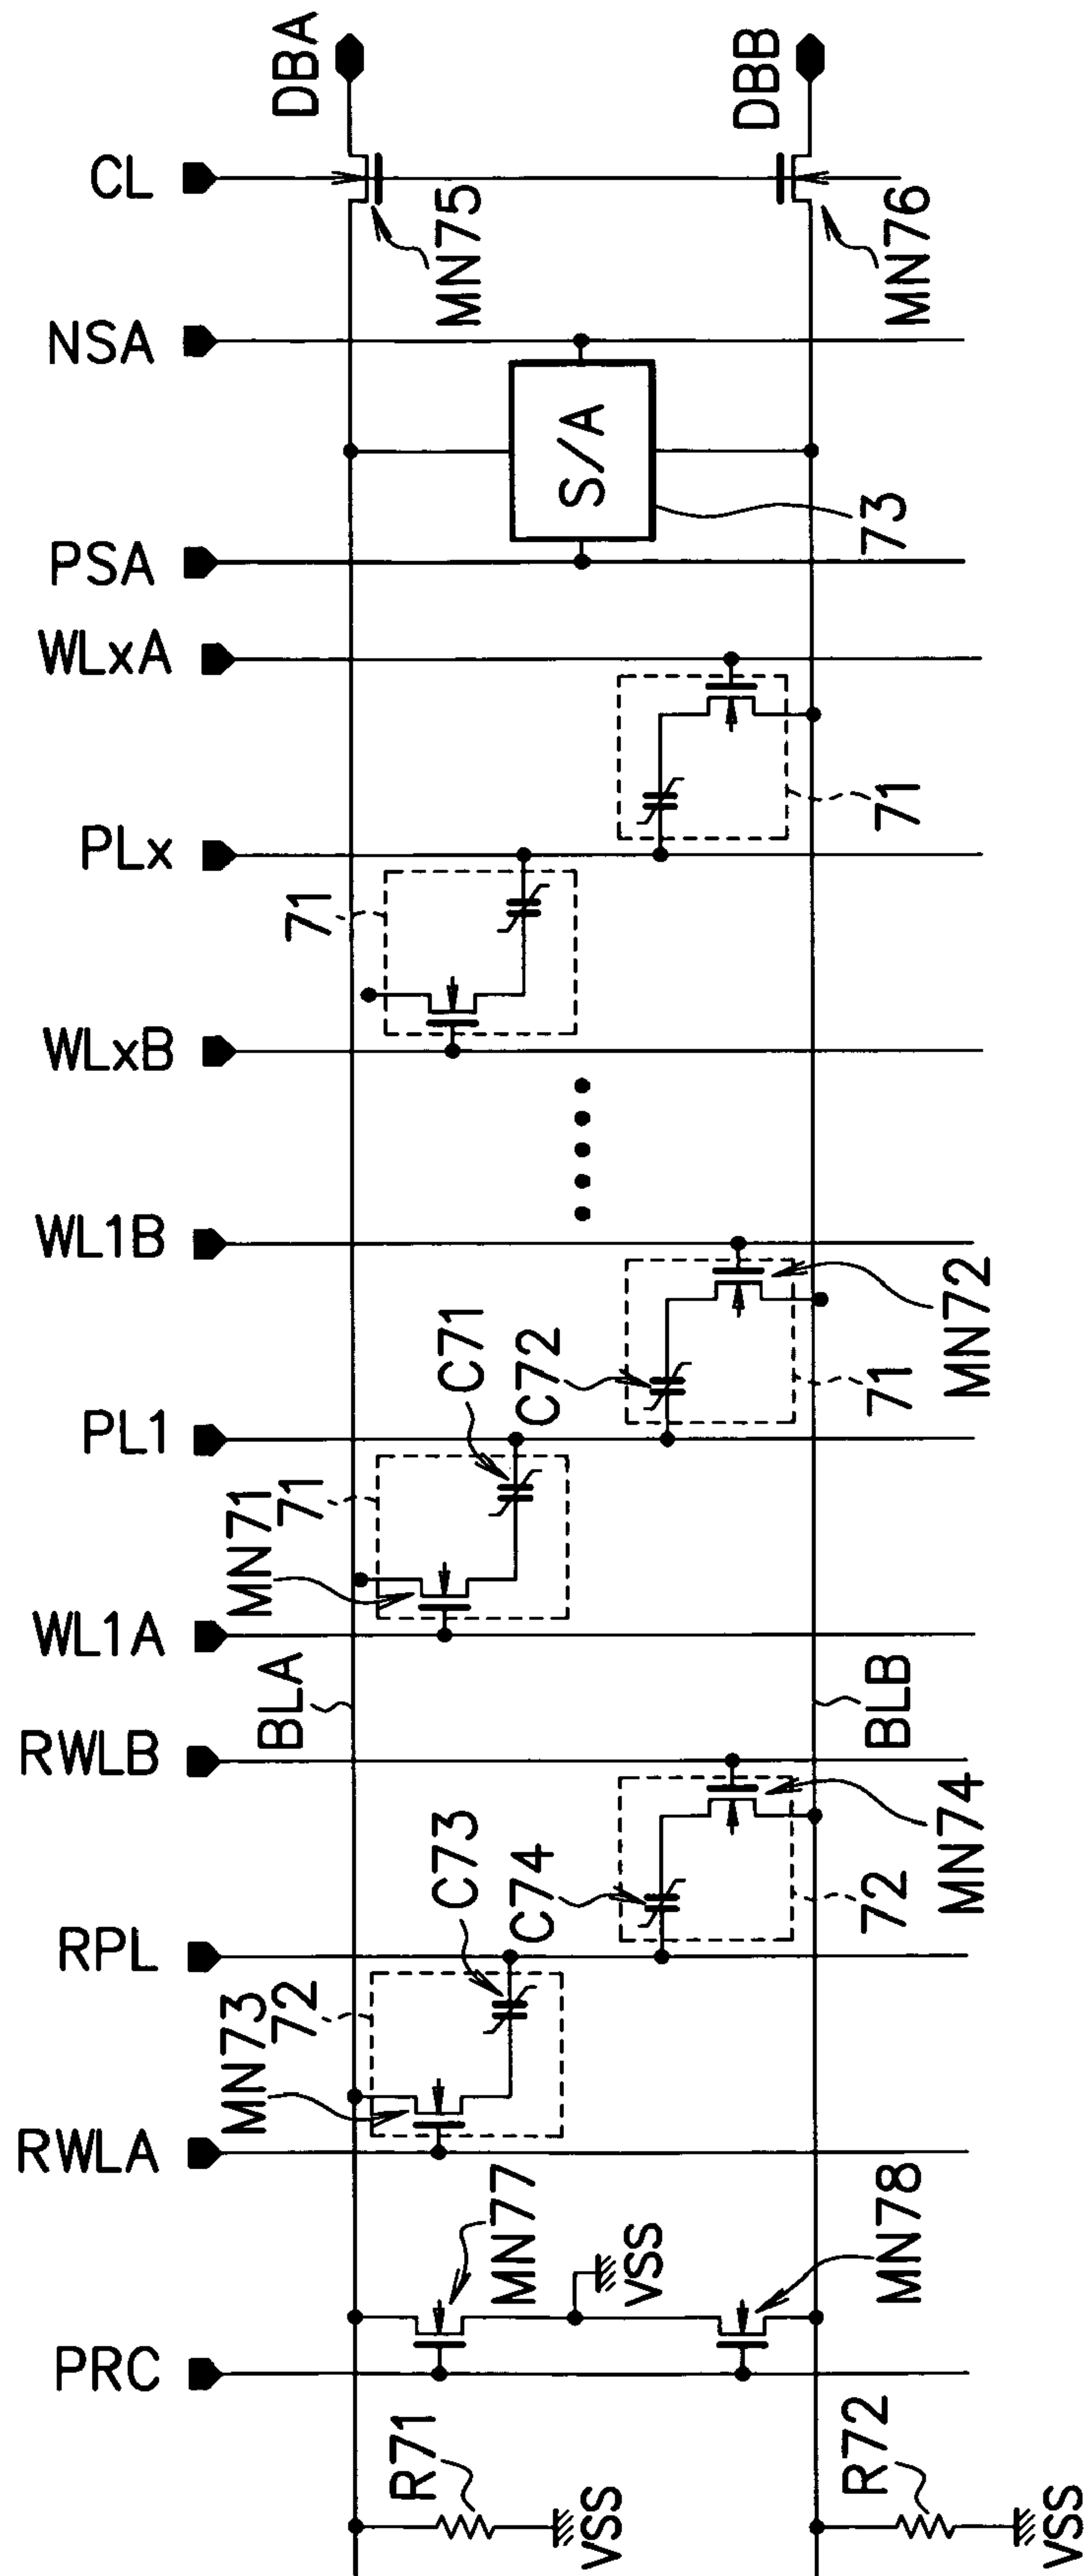 CL
DBA
DBB
MN75
MN76
NSA
S/A
73
PSA
WLxA
71
PLx
71
WLxB
WL1B
MN72
71
C71
C72
PL1
71
MN71
WL1A
BLA
BLB
RWLB
MN74
72
C73
C74
RPL
72
MN73
RWLA
MN77
VSS
MN78
PRC
R71
VSS
R72
VSS